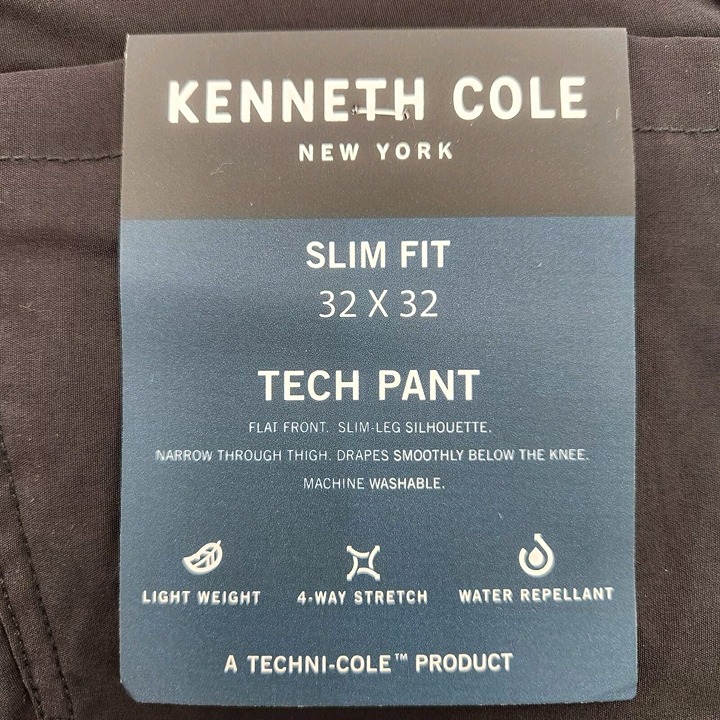 KENNETH COLE
NEW YORK
SLIM FIT
32 X 32
TECH PANT
FLAT FRONT. SLIM-LEG SILHOUETTE.
NARROW THROUGH THIGH. DRAPES SMOOTHLY BELOW THE KNEE.
MACHINE WASHABLE.
LIGHT WEIGHT 4-WAY STRETCH WATER REPELLANT
A TECHNI-COLE™ PRODUCT